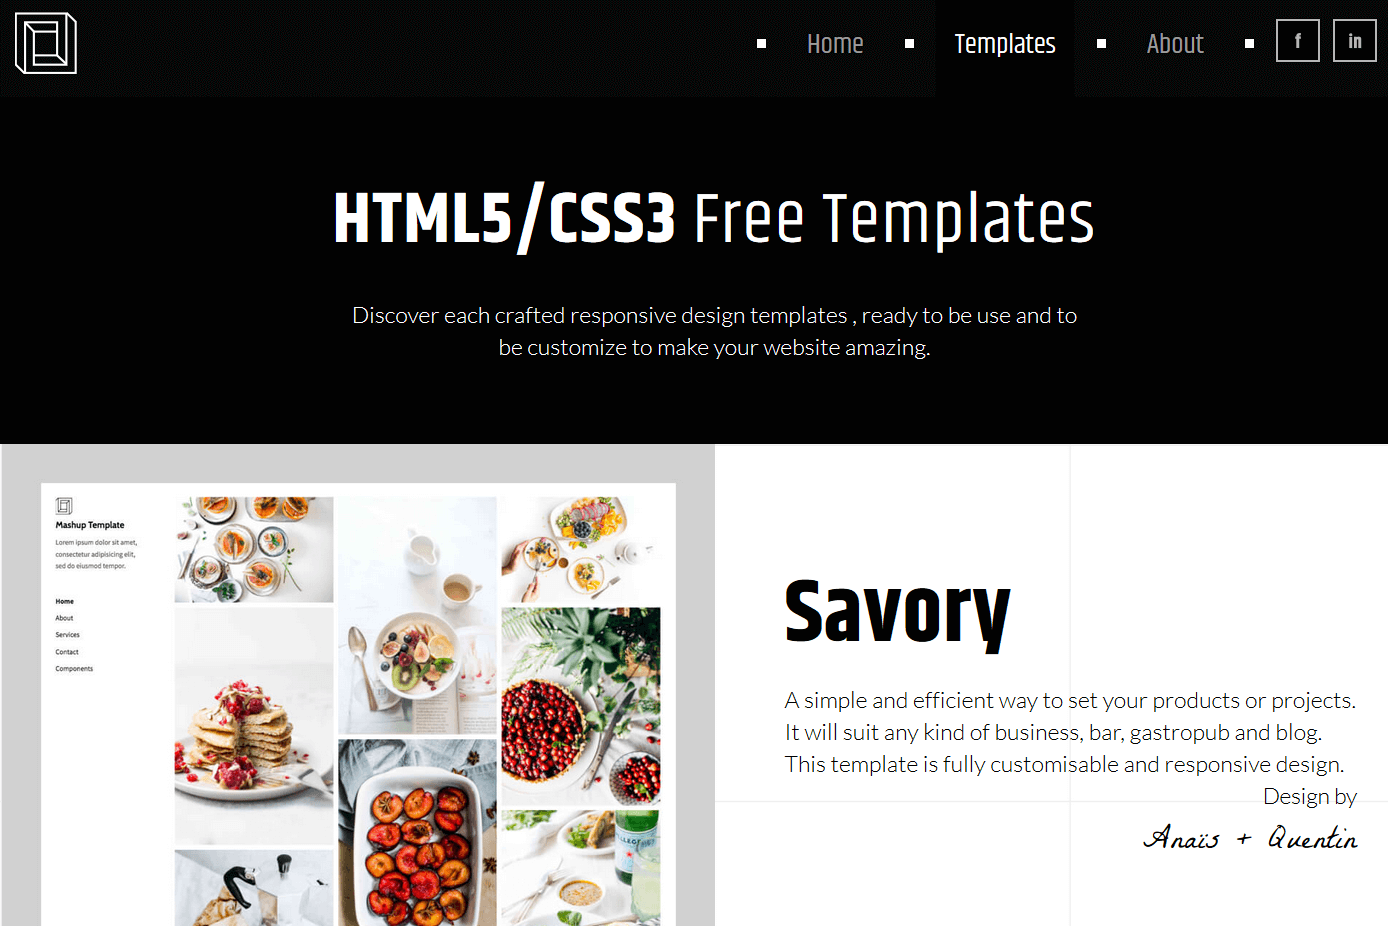 Home
Templates
About
f
in
HTML5/CSS3 Free Templates
Discover each crafted responsive design templates , ready to be use and to
be customize to make your website amazing.
Mashup Template
Lorem ipsum dolor sit amet,
consectetur adipisicing elit,
sed do eiusmod tempor.
Home
About
Services
Contact
Components
Savory
A simple and efficient way to set your products or projects.
It will suit any kind of business, bar, gastropub and blog.
This template is fully customisable and responsive design.
Design by
Anaïs + Quentin